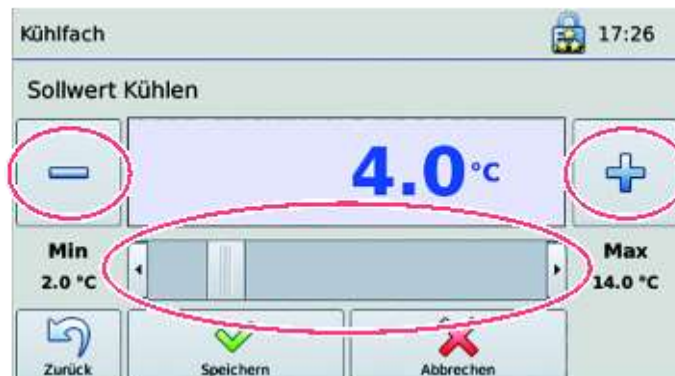 Kühlfach 17:26
Sollwert Kühlen
4.0 °C
Min Max
2.0 °C 14.0 °C
Zurück Speichern Abbrechen